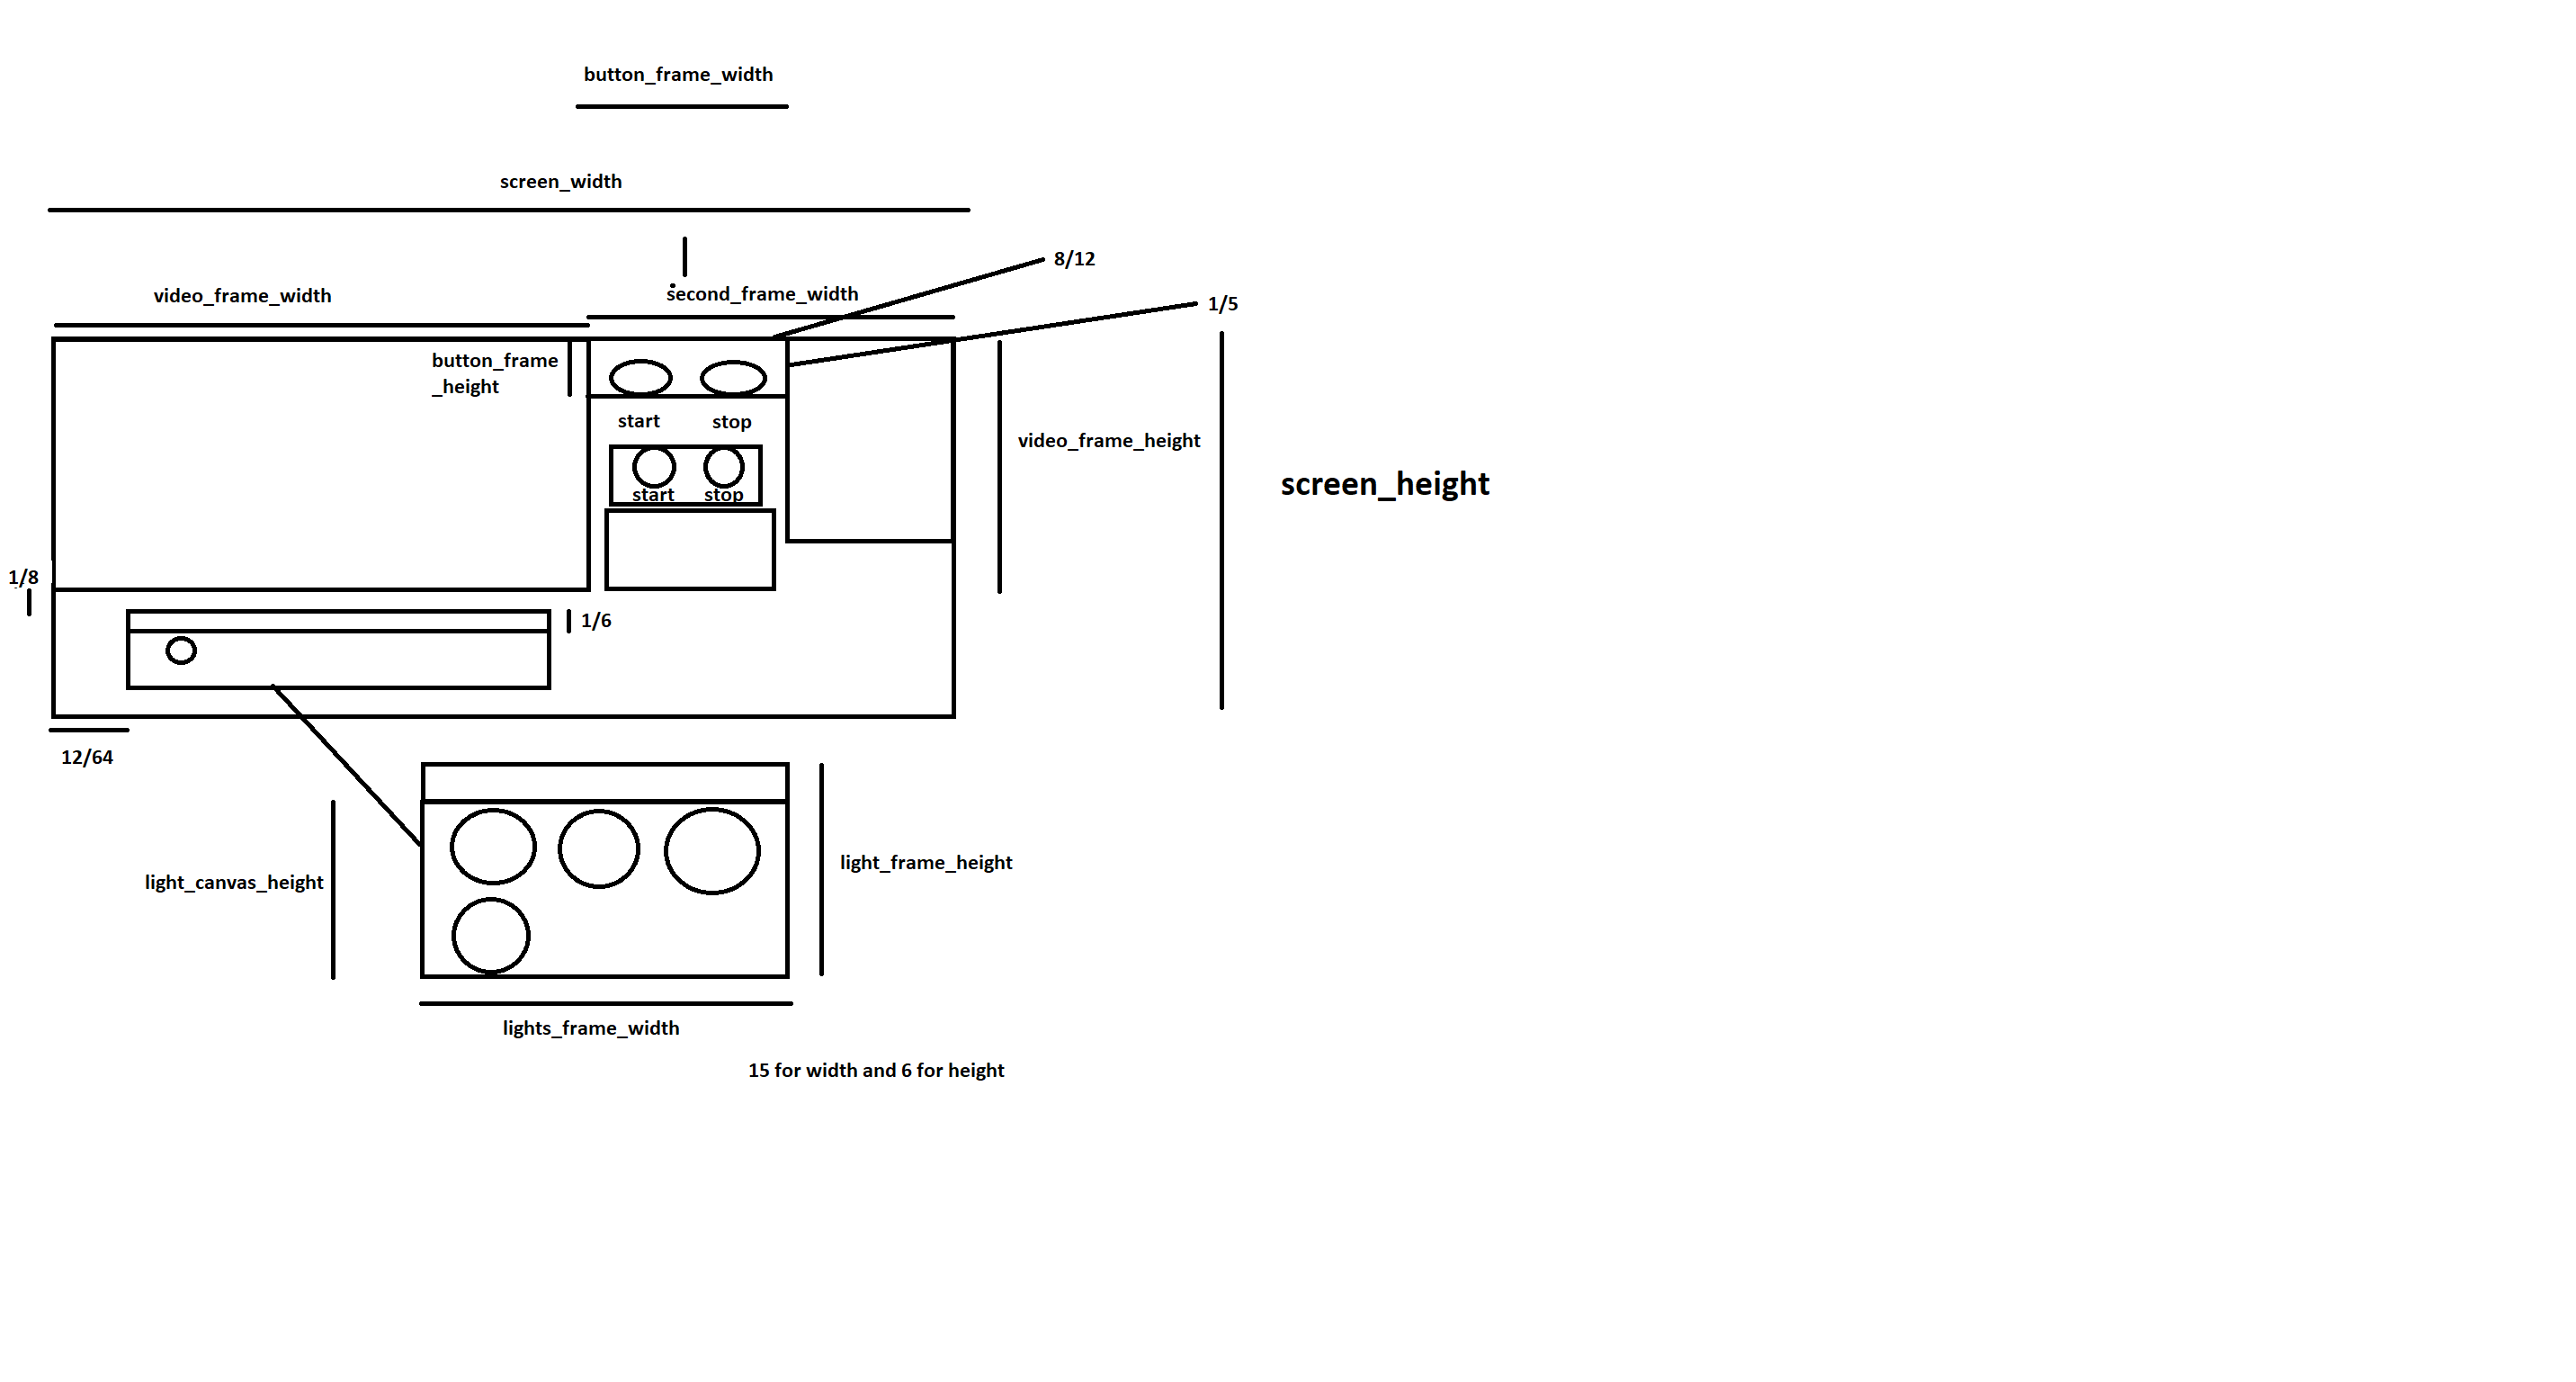 button_frame_width
screen_width
8/12
video_frame_width
second_frame_width
1/5
button_frame
_height
start stop
video_frame_height
screen_height
start stop
1/8
1/6
12/64
light_canvas_height
light_frame_height
lights_frame_width
15 for width and 6 for height